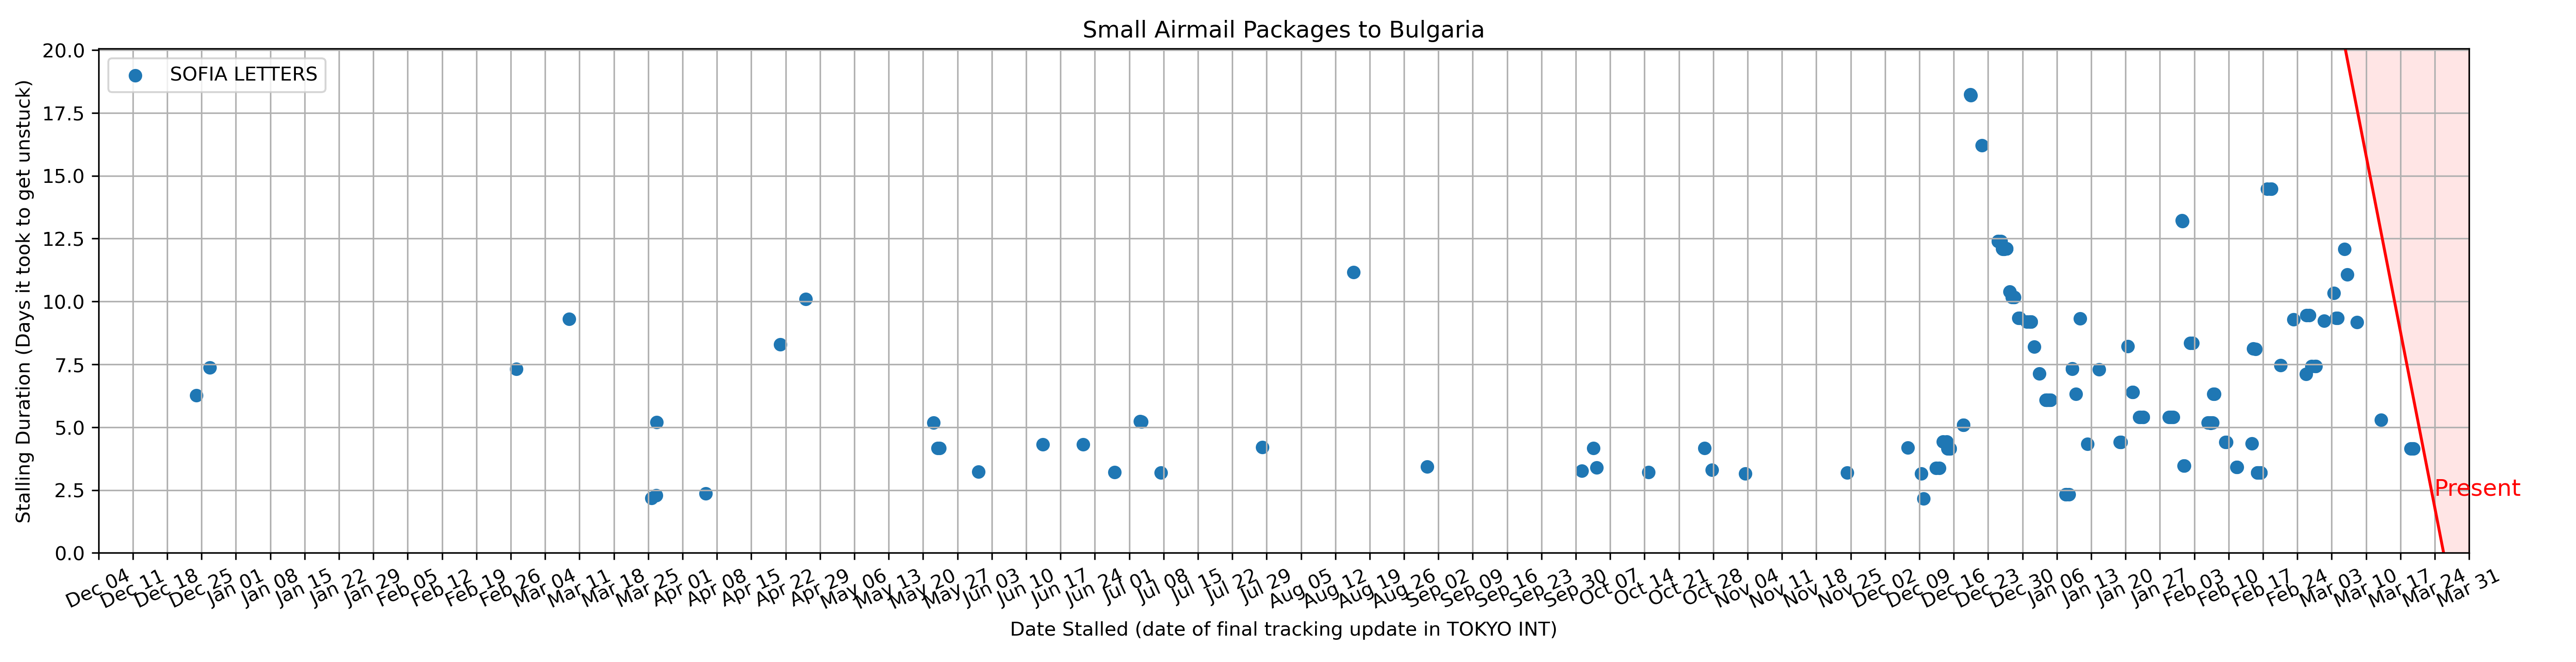 Small Airmail Packages to Bulgaria
SOFIA LETTERS
Stalling Duration (Days it took to get unstuck)
20.0
17.5
15.0
12.5
10.0
7.5
5.0
2.5
0.0
Present
Dec 04
Dec 11
Dec 18
Dec 25
Jan 01
Jan 08
Jan 15
Jan 22
Jan 29
Feb 05
Feb 12
Feb 19
Feb 26
Mar 04
Mar 11
Mar 18
Mar 25
Apr 01
Apr 08
Apr 15
Apr 22
Apr 29
May 06
May 13
May 20
May 27
Jun 03
Jun 10
Jun 17
Jun 24
Jul 01
Jul 08
Jul 15
Jul 22
Jul 29
Aug 05
Aug 12
Aug 19
Aug 26
Sep 02
Sep 09
Sep 16
Sep 23
Sep 30
Oct 07
Oct 14
Oct 21
Oct 28
Nov 04
Nov 11
Nov 18
Nov 25
Dec 02
Dec 09
Dec 16
Dec 23
Dec 30
Jan 06
Jan 13
Jan 20
Jan 27
Feb 03
Feb 10
Feb 17
Feb 24
Mar 03
Mar 10
Mar 17
Mar 24
Mar 31
Date Stalled (date of final tracking update in TOKYO INT)